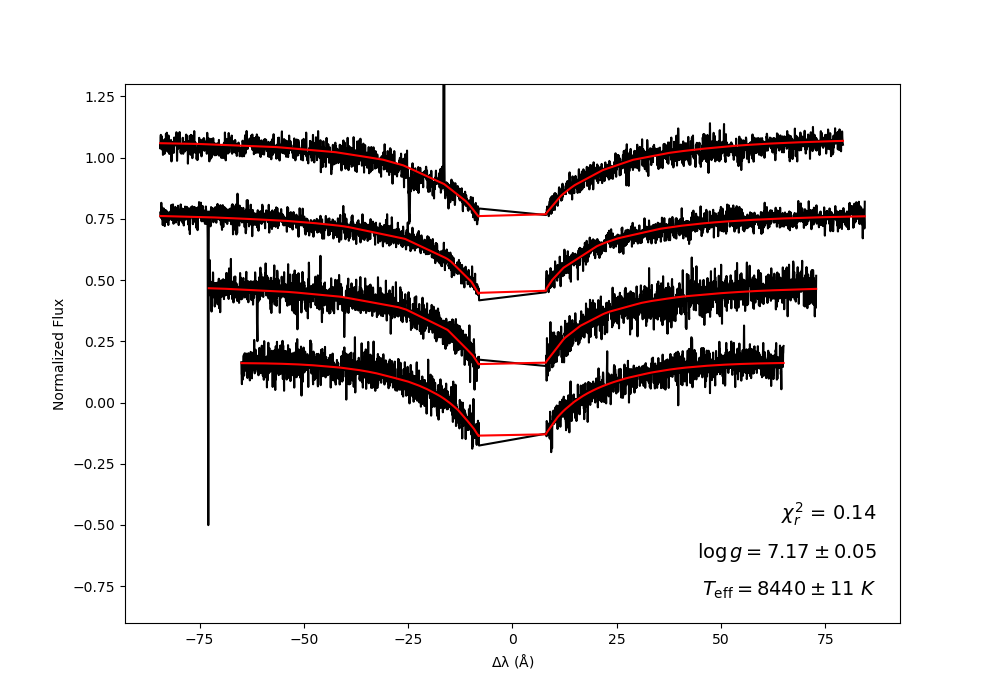 1.25
1.00
0.75
0.50
0.25
0.00
−0.25
−0.50
−0.75
Normalized Flux
χ²ᵣ = 0.14
log g = 7.17 ± 0.05
T_eff = 8440 ± 11 K
−75 −50 −25 0 25 50 75
Δλ (Å)